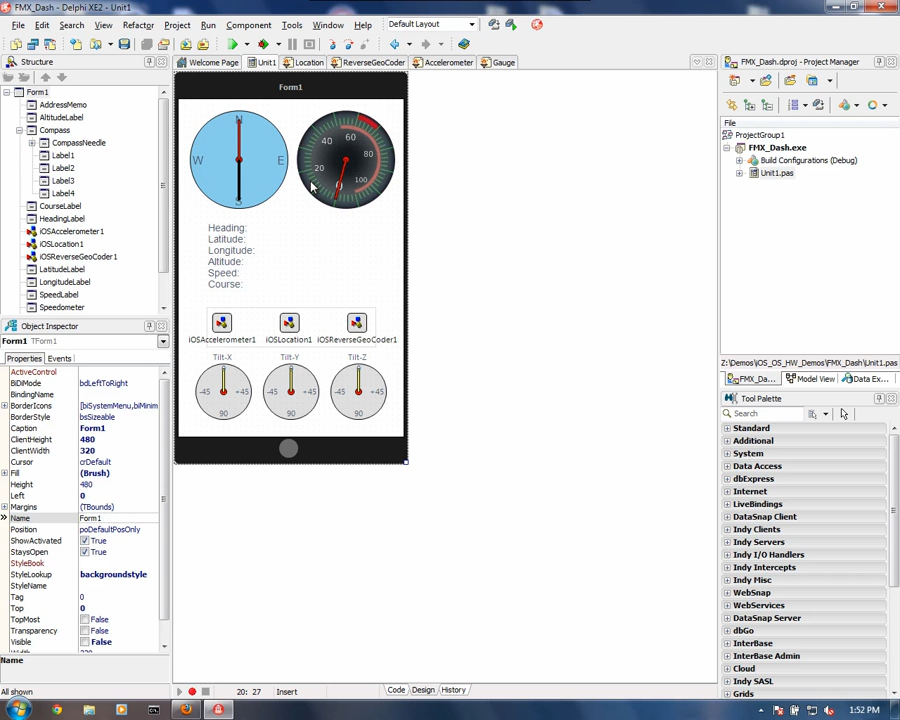 FMX_Dash - Delphi XE2 - Unit1
File Edit Search View Refactor Project Run Component Tools Window Help Default Layout
Structure
Welcome Page Unit1 Location ReverseGeoCoder Accelerometer Gauge
Form1
AddressMemo
AltitudeLabel
Compass
CompassNeedle
Label1
Label2
Label3
Label4
CourseLabel
HeadingLabel
iOSAccelerometer1
iOSLocation1
iOSReverseGeoCoder1
LatitudeLabel
LongitudeLabel
SpeedLabel
Speedometer
Object Inspector
Form1 TForm1
Properties Events
ActiveControl
BiDiMode bdLeftToRight
BindingName
BorderIcons [biSystemMenu,biMinim
BorderStyle bsSizeable
Caption Form1
ClientHeight 480
ClientWidth 320
Cursor crDefault
Fill (Brush)
Height 480
Left 0
Margins (TBounds)
Name Form1
Position poDefaultPosOnly
ShowActivated True
StaysOpen True
StyleBook
StyleLookup backgroundstyle
StyleName
Tag 0
Top 0
TopMost False
Transparency False
Visible False
Width 320
Name
All shown
Form1
N
W E
S
0 20 40 60 80 100
Heading:
Latitude:
Longitude:
Altitude:
Speed:
Course:
iOSAccelerometer1 iOSLocation1 iOSReverseGeoCoder1
Tilt-X Tilt-Y Tilt-Z
-45 +45 -45 +45 -45 +45
90 90 90
20: 27 Insert Code Design History
FMX_Dash.dproj - Project Manager
File
ProjectGroup1
FMX_Dash.exe
Build Configurations (Debug)
Unit1.pas
Z:\Demos\iOS_OS_HW_Demos\FMX_Dash\Unit1.pas
FMX_Da... Model View Data Ex...
Tool Palette
Search
Standard
Additional
System
Data Access
dbExpress
Internet
LiveBindings
DataSnap Client
Indy Clients
Indy Servers
Indy I/O Handlers
Indy Intercepts
Indy Misc
WebSnap
WebServices
DataSnap Server
dbGo
InterBase
InterBase Admin
Cloud
Indy SASL
Grids
1:52 PM